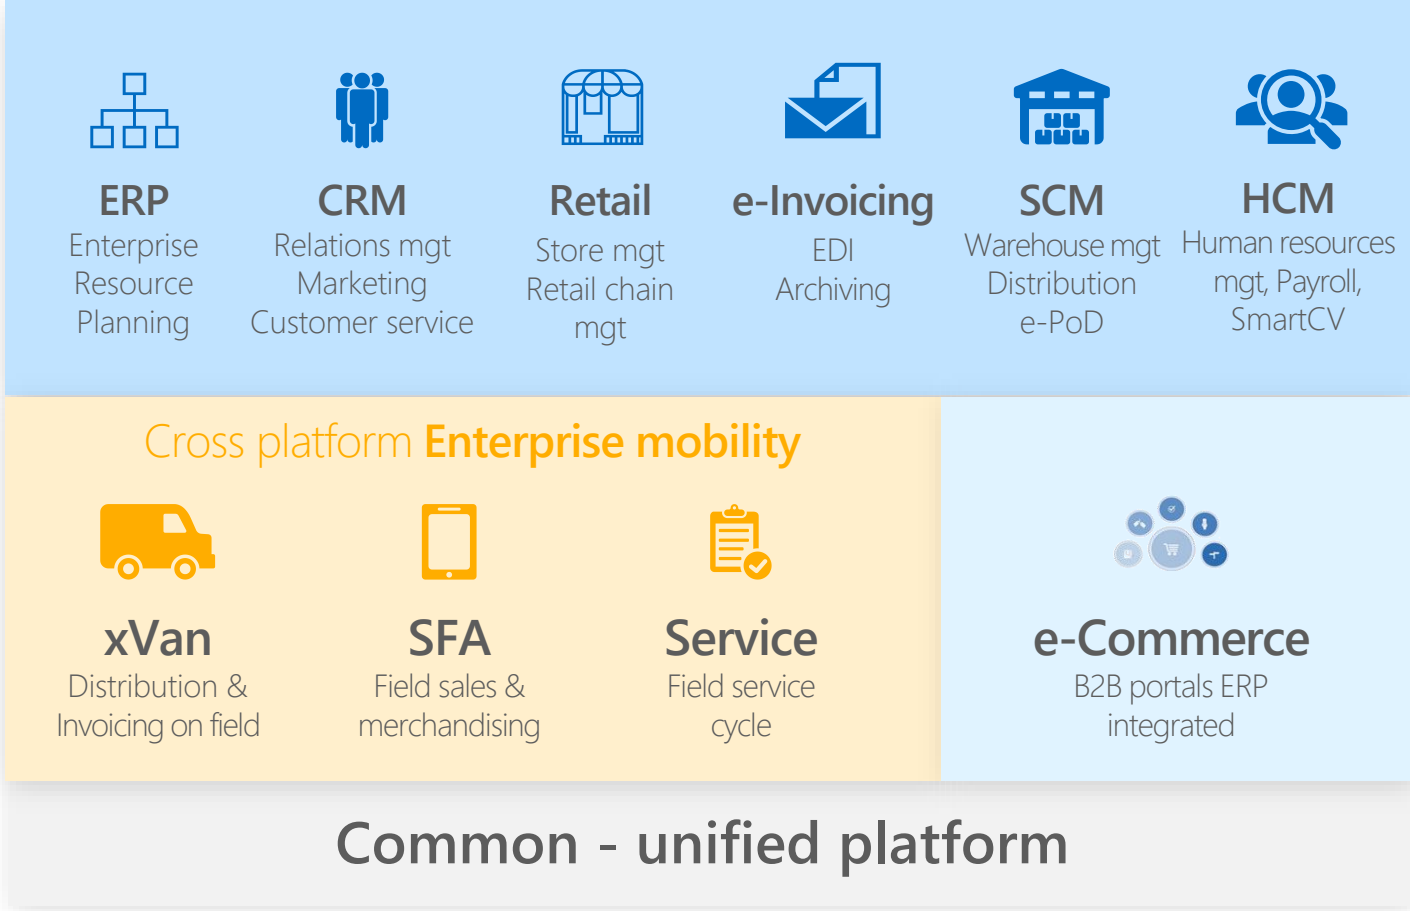 ERP
Enterprise
Resource
Planning
CRM
Relations mgt
Marketing
Customer service
Retail
Store mgt
Retail chain
mgt
e-Invoicing
EDI
Archiving
SCM
Warehouse mgt
Distribution
e-PoD
HCM
Human resources
mgt, Payroll,
SmartCV
Cross platform Enterprise mobility
xVan
Distribution &
Invoicing on field
SFA
Field sales &
merchandising
Service
Field service
cycle
e-Commerce
B2B portals ERP
integrated
Common - unified platform